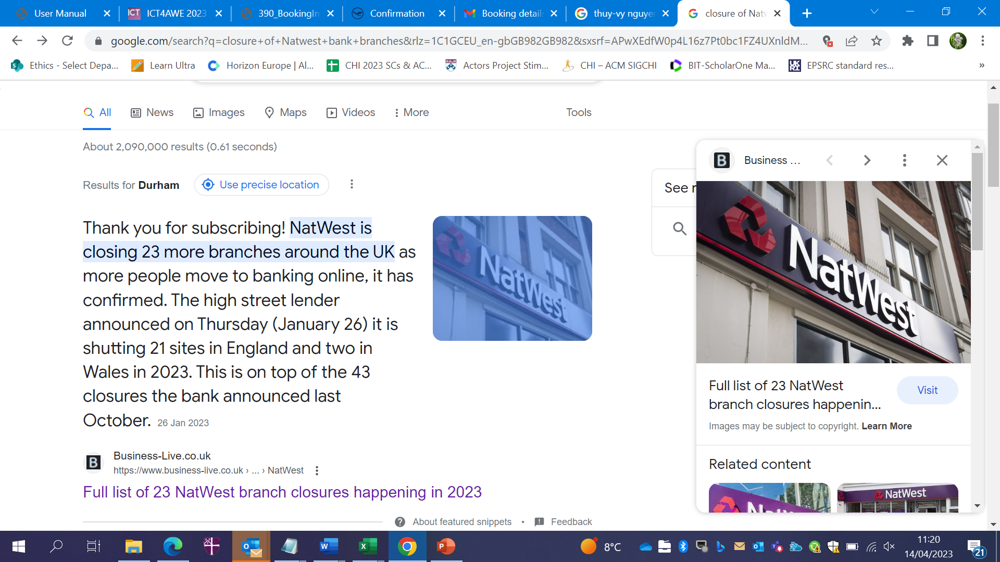 User Manual
ICT ICT4AWE 2023
390_BookingIn
Confirmation
Booking details
thuy-vy nguye
closure of Natw
google.com/search?q=closure+of+Natwest+bank+branches&rlz=1C1GCEU_en-gbGB982GB982&sxsrf=APwXEdfW0p4L16z7Pt0bc1FZ4UXnldM...
Ethics - Select Depa...
Learn Ultra
Horizon Europe | Al...
CHI 2023 SCs & AC...
Actors Project Stim...
CHI – ACM SIGCHI
BIT-ScholarOne Ma...
EPSRC standard res...
»
All
News
Images
Maps
Videos
More
Tools
About 2,090,000 results (0.61 seconds)
Results for Durham
Use precise location
Thank you for subscribing! NatWest is
closing 23 more branches around the UK as
more people move to banking online, it has
confirmed. The high street lender
announced on Thursday (January 26) it is
shutting 21 sites in England and two in
Wales in 2023. This is on top of the 43
closures the bank announced last
October. 26 Jan 2023
NatWest
B
Business-Live.co.uk
https://www.business-live.co.uk › ... › NatWest
Full list of 23 NatWest branch closures happening in 2023
About featured snippets • Feedback
See r
B Business ...
NatWest
Full list of 23 NatWest
branch closures happenin...
Visit
Images may be subject to copyright. Learn More
Related content
NatWest
8°C
11:20
14/04/2023
21